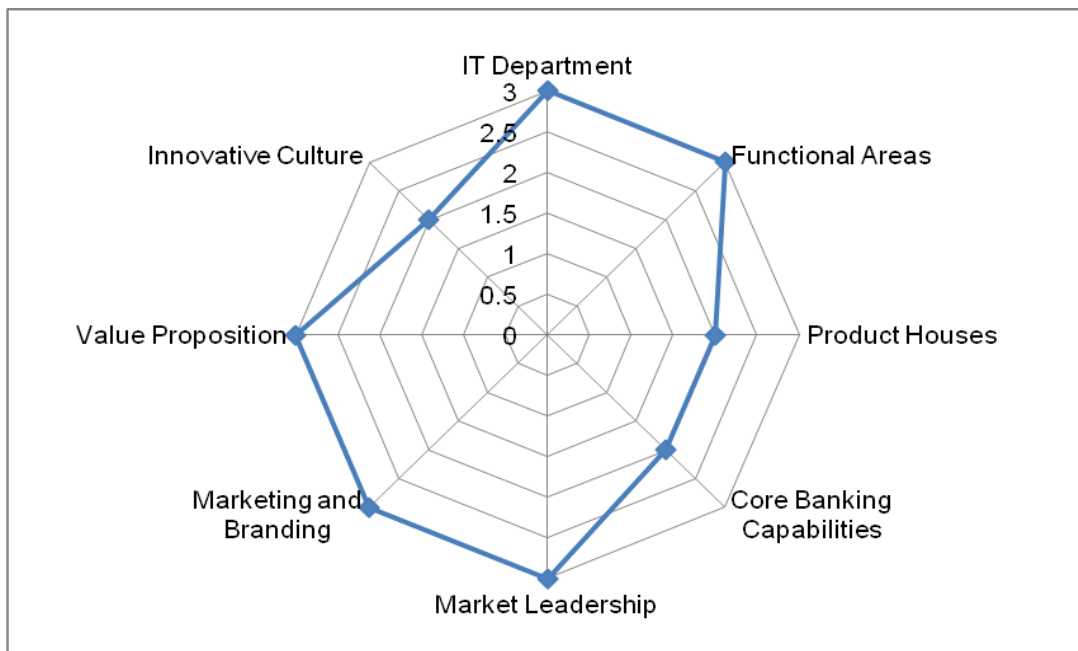 IT Department
3
2.5
2
1.5
1
0.5
0
Innovative Culture
Functional Areas
Value Proposition
Product Houses
Marketing and
Branding
Core Banking
Capabilities
Market Leadership